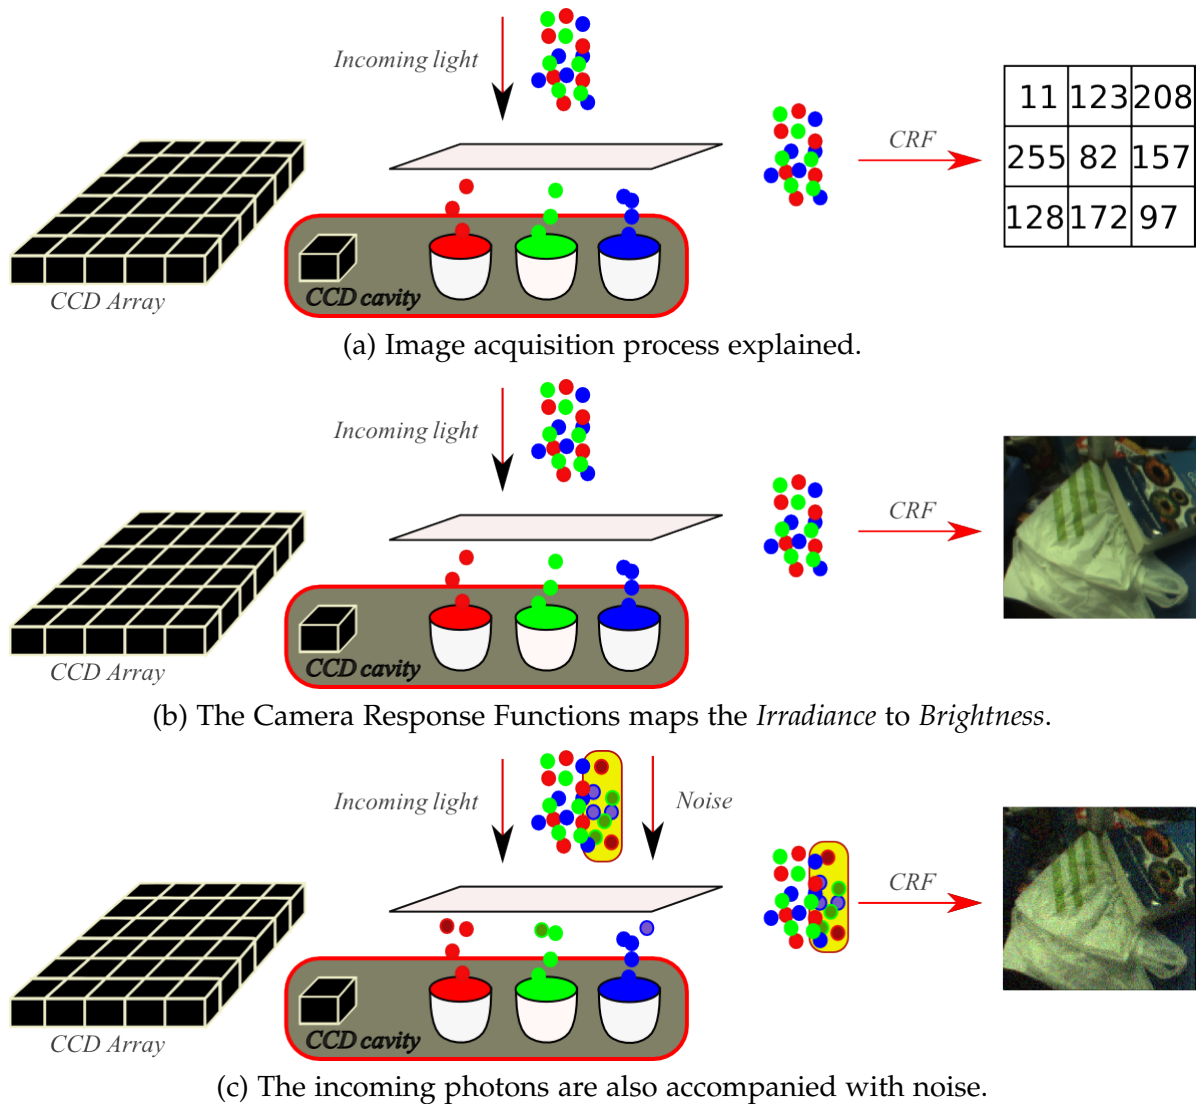 Incoming light
CRF
11 123 208
255 82 157
128 172 97
CCD Array
CCD cavity
(a) Image acquisition process explained.
Incoming light
CRF
CCD Array
CCD cavity
(b) The Camera Response Functions maps the Irradiance to Brightness.
Incoming light
Noise
CRF
CCD Array
CCD cavity
(c) The incoming photons are also accompanied with noise.